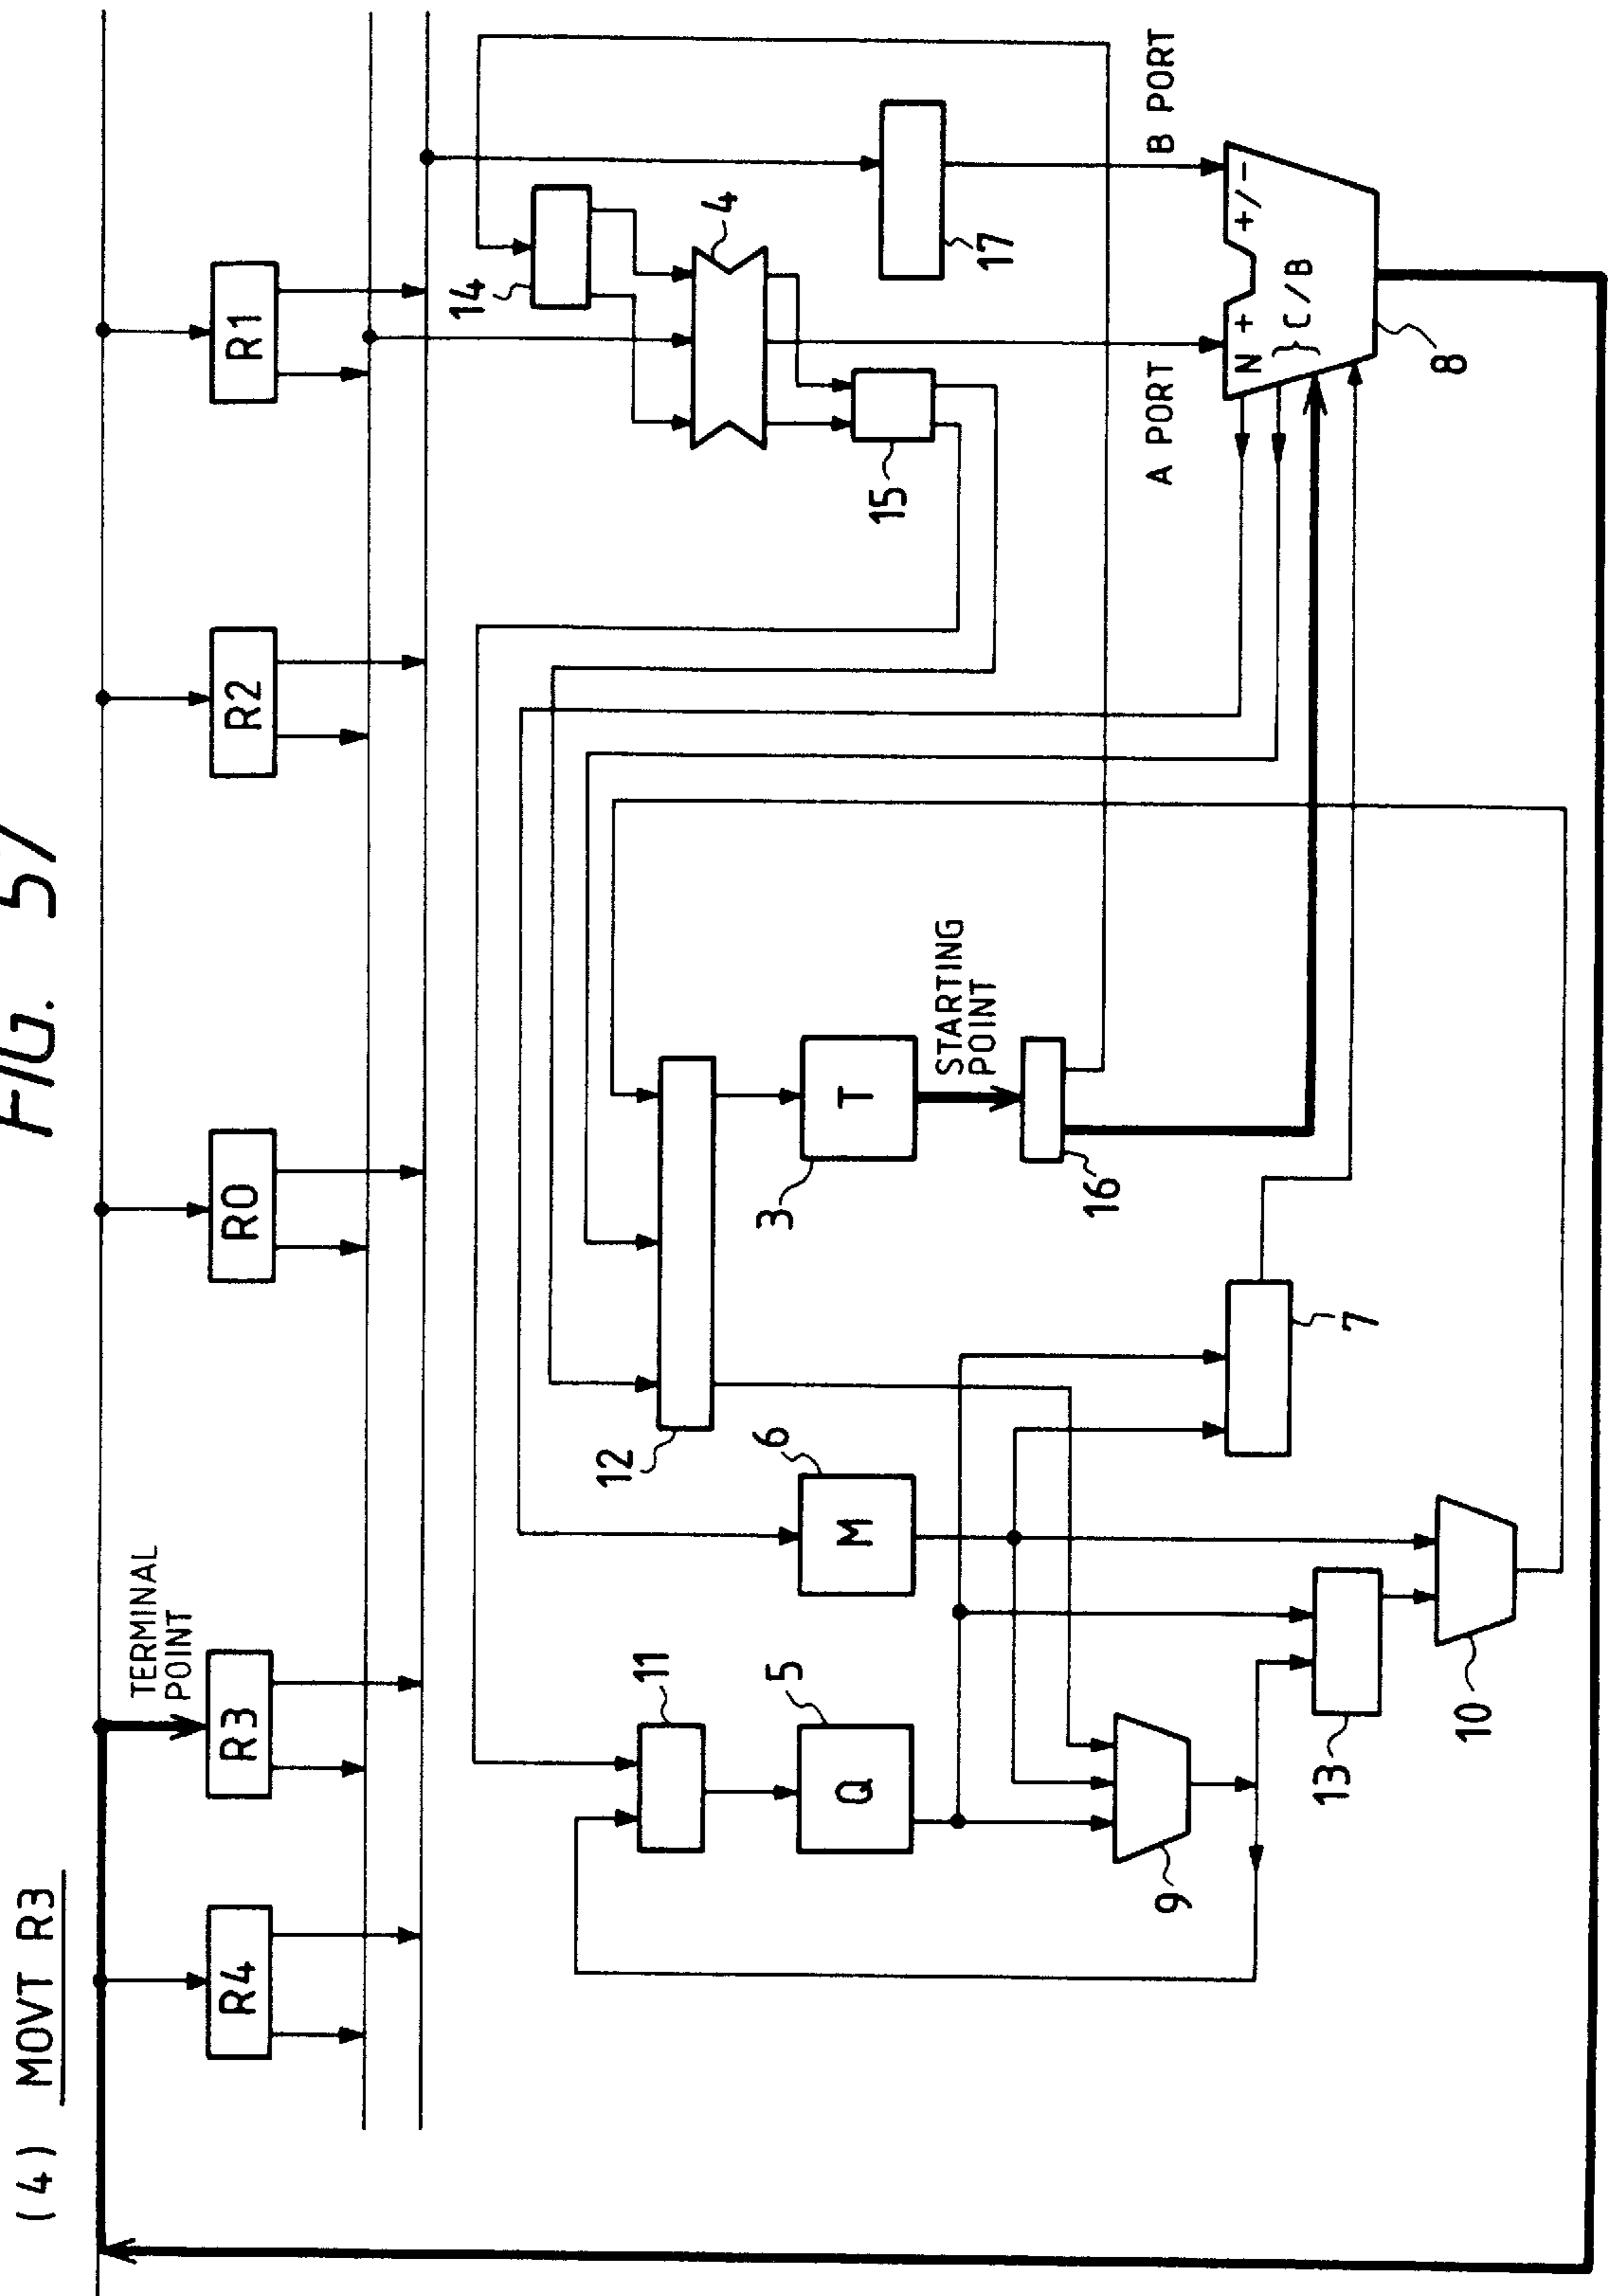 FIG. 57
(4) MOVT R3
TERMINAL
POINT
R4
R3
R0
R2
R1
14
4
11
12
5
6
3
15
17
Q
M
T
STARTING
POINT
A PORT
B PORT
9
16
7
13
10
N + +/-
} C/B
8